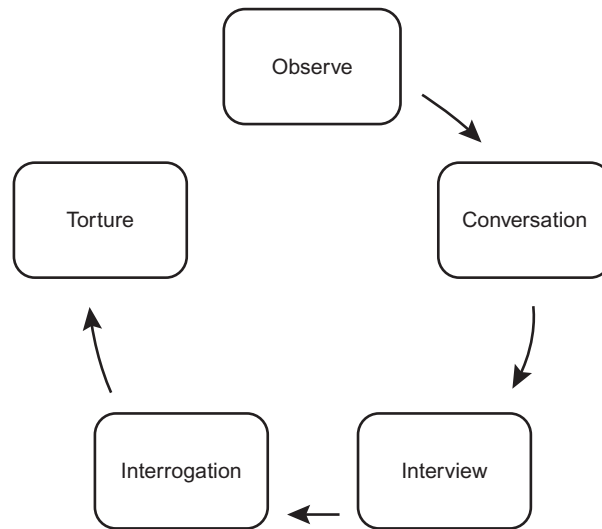 Observe
Conversation
Interview
Interrogation
Torture